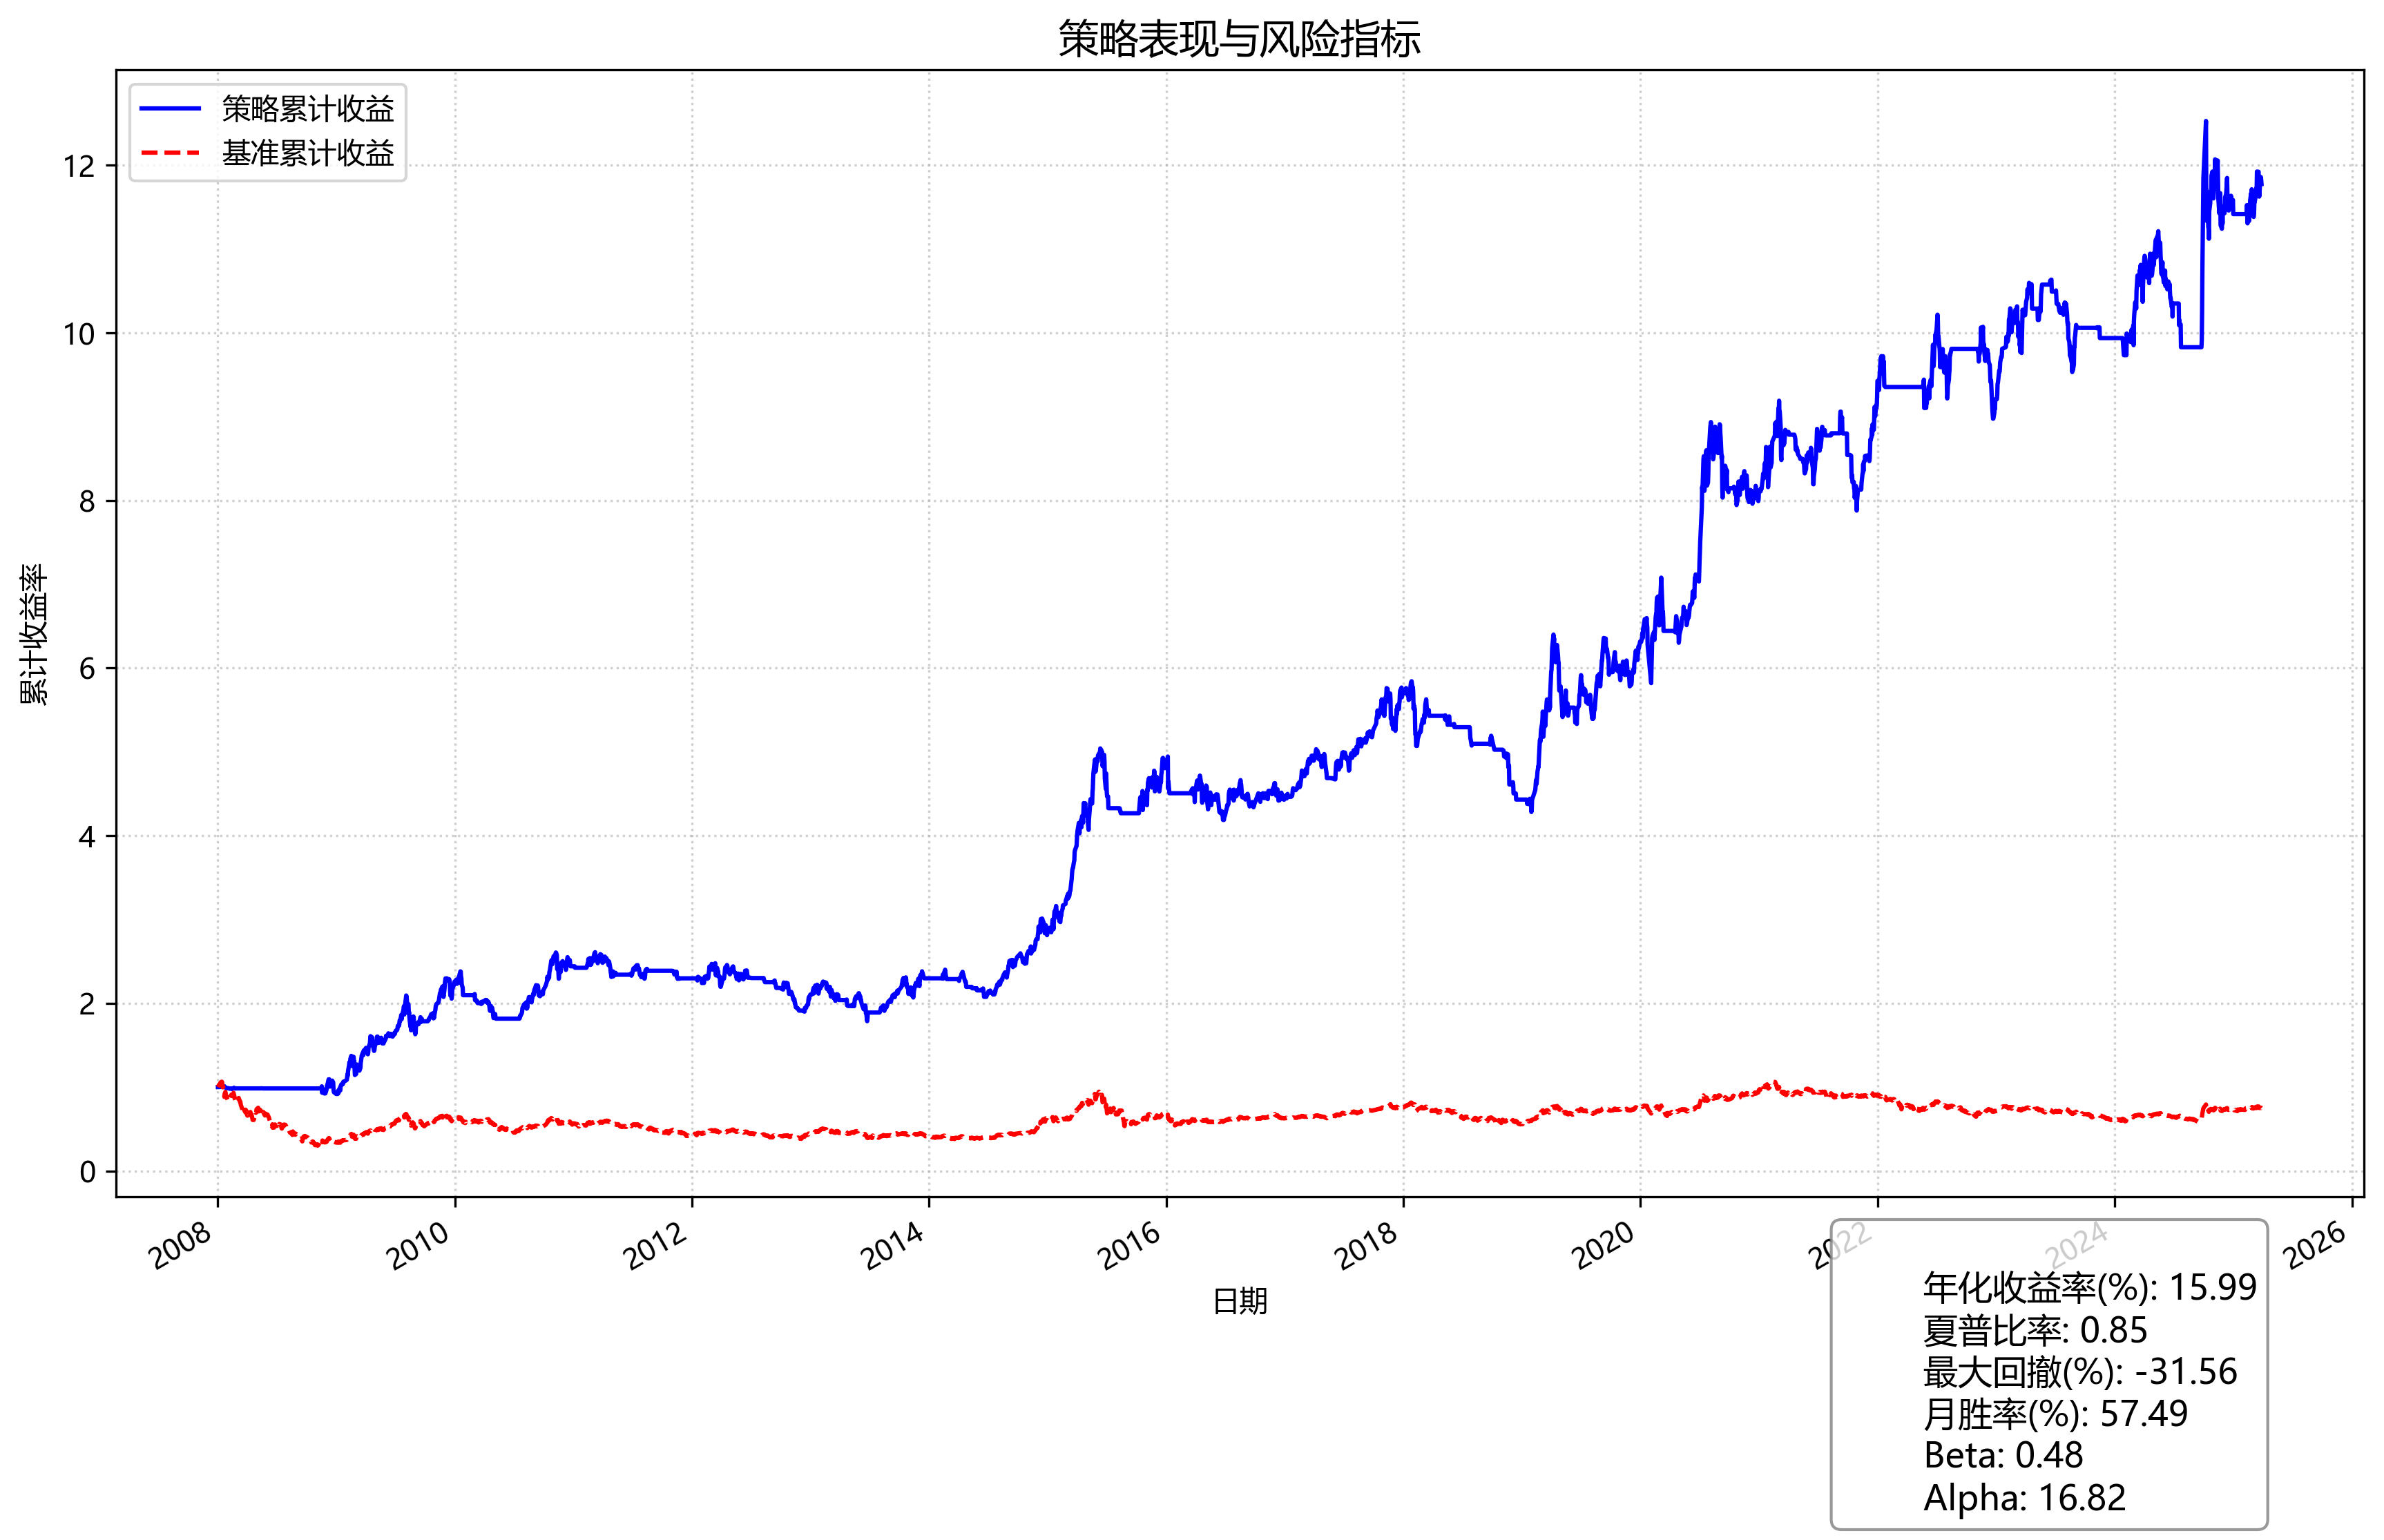 策略表现与风险指标
策略累计收益
基准累计收益
累计收益率
12
10
8
6
4
2
0
2008
2010
2012
2014
2016
2018
2020
2022
2024
2026
日期
年化收益率(%): 15.99
夏普比率: 0.85
最大回撤(%): -31.56
月胜率(%): 57.49
Beta: 0.48
Alpha: 16.82